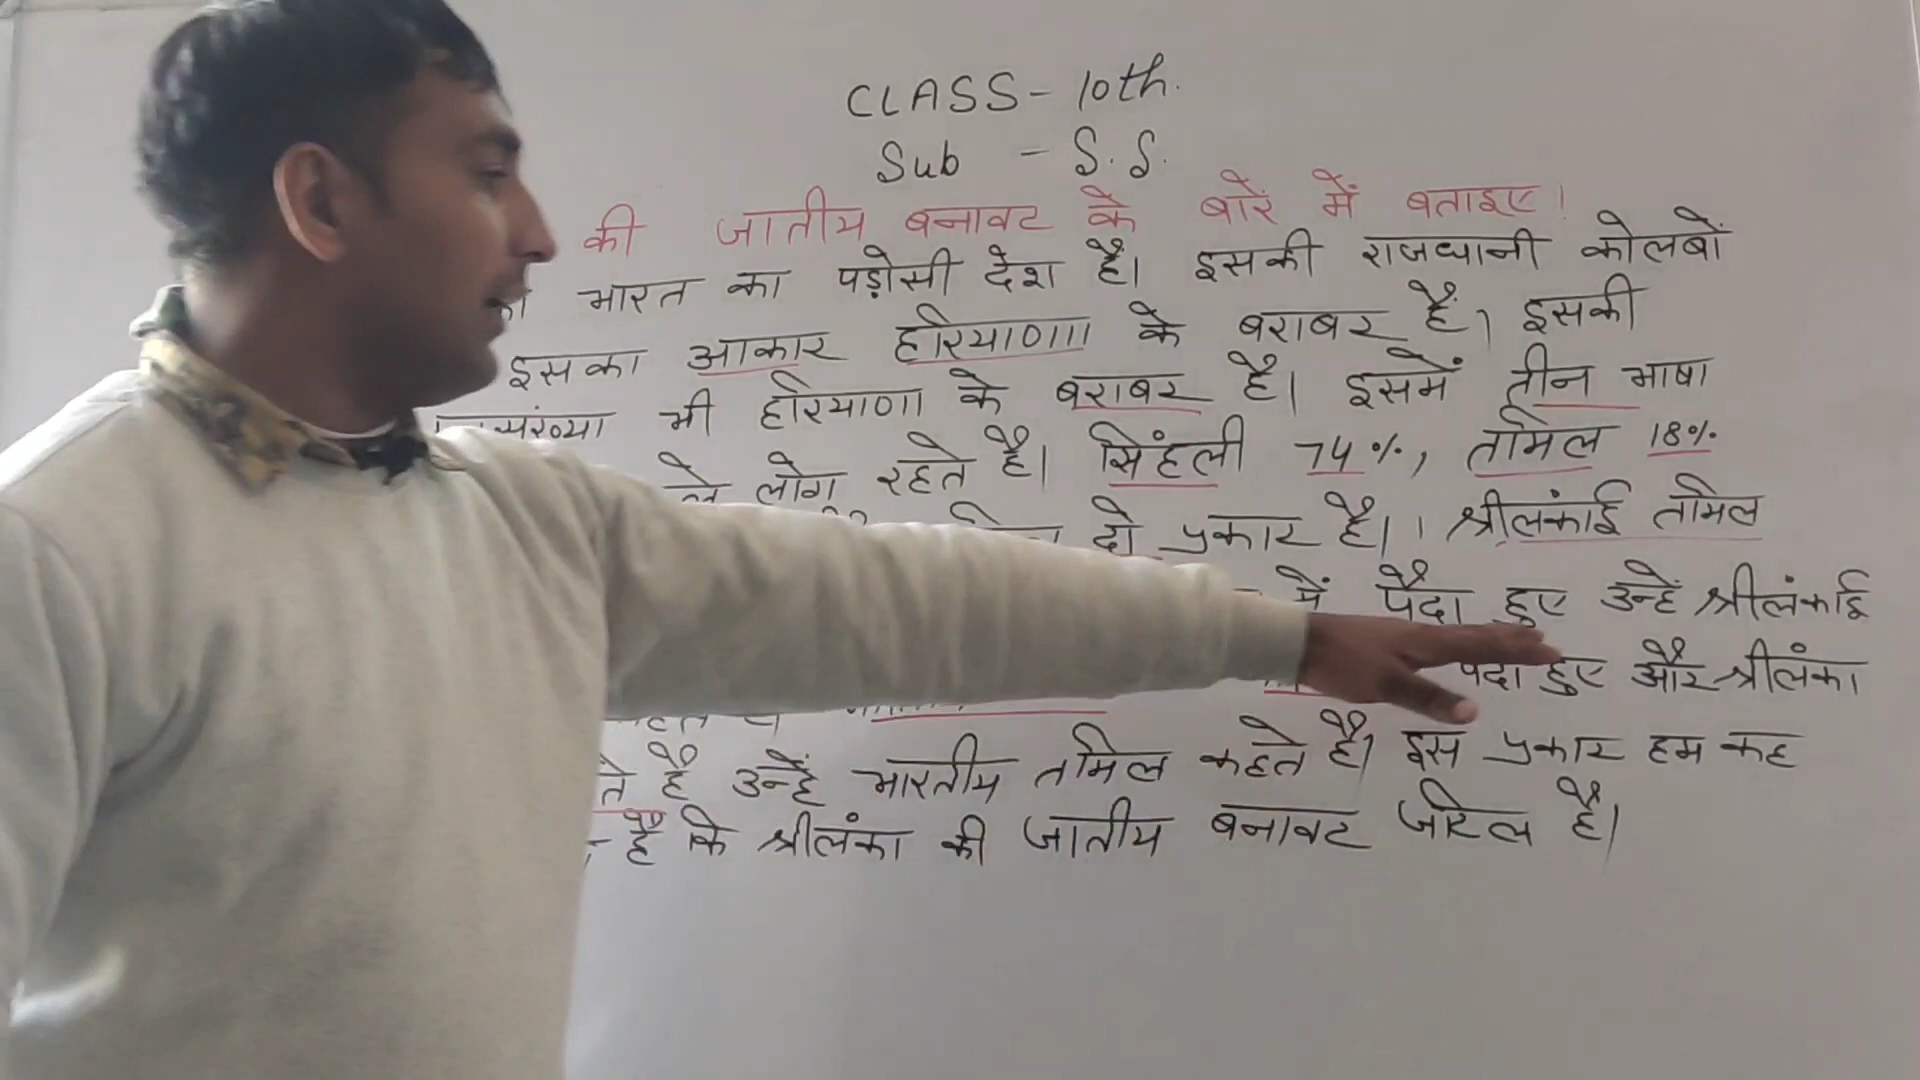 CLASS - 10th.
Sub - S. S.
की जातीय बनावट के बारें में बताइए।
भारत का पड़ोसी देश है। इसकी राजधानी कोलबों
इसका आकार हरियाणा के बराबर हैं। इसकी
भी हरियाणा के बराबर है। इसमें तीन भाषा
लोग रहते है। सिंहली 74%, तमिल 18%
दो प्रकार है। । श्रीलंकाई तमिल
में पैदा हुए उन्हें श्रीलंकाई
पैदा हुए और श्रीलंका
है उन्हें भारतीय तमिल कहते है। इस प्रकार हम कह
है कि श्रीलंका की जातीय बनावट जटिल है।